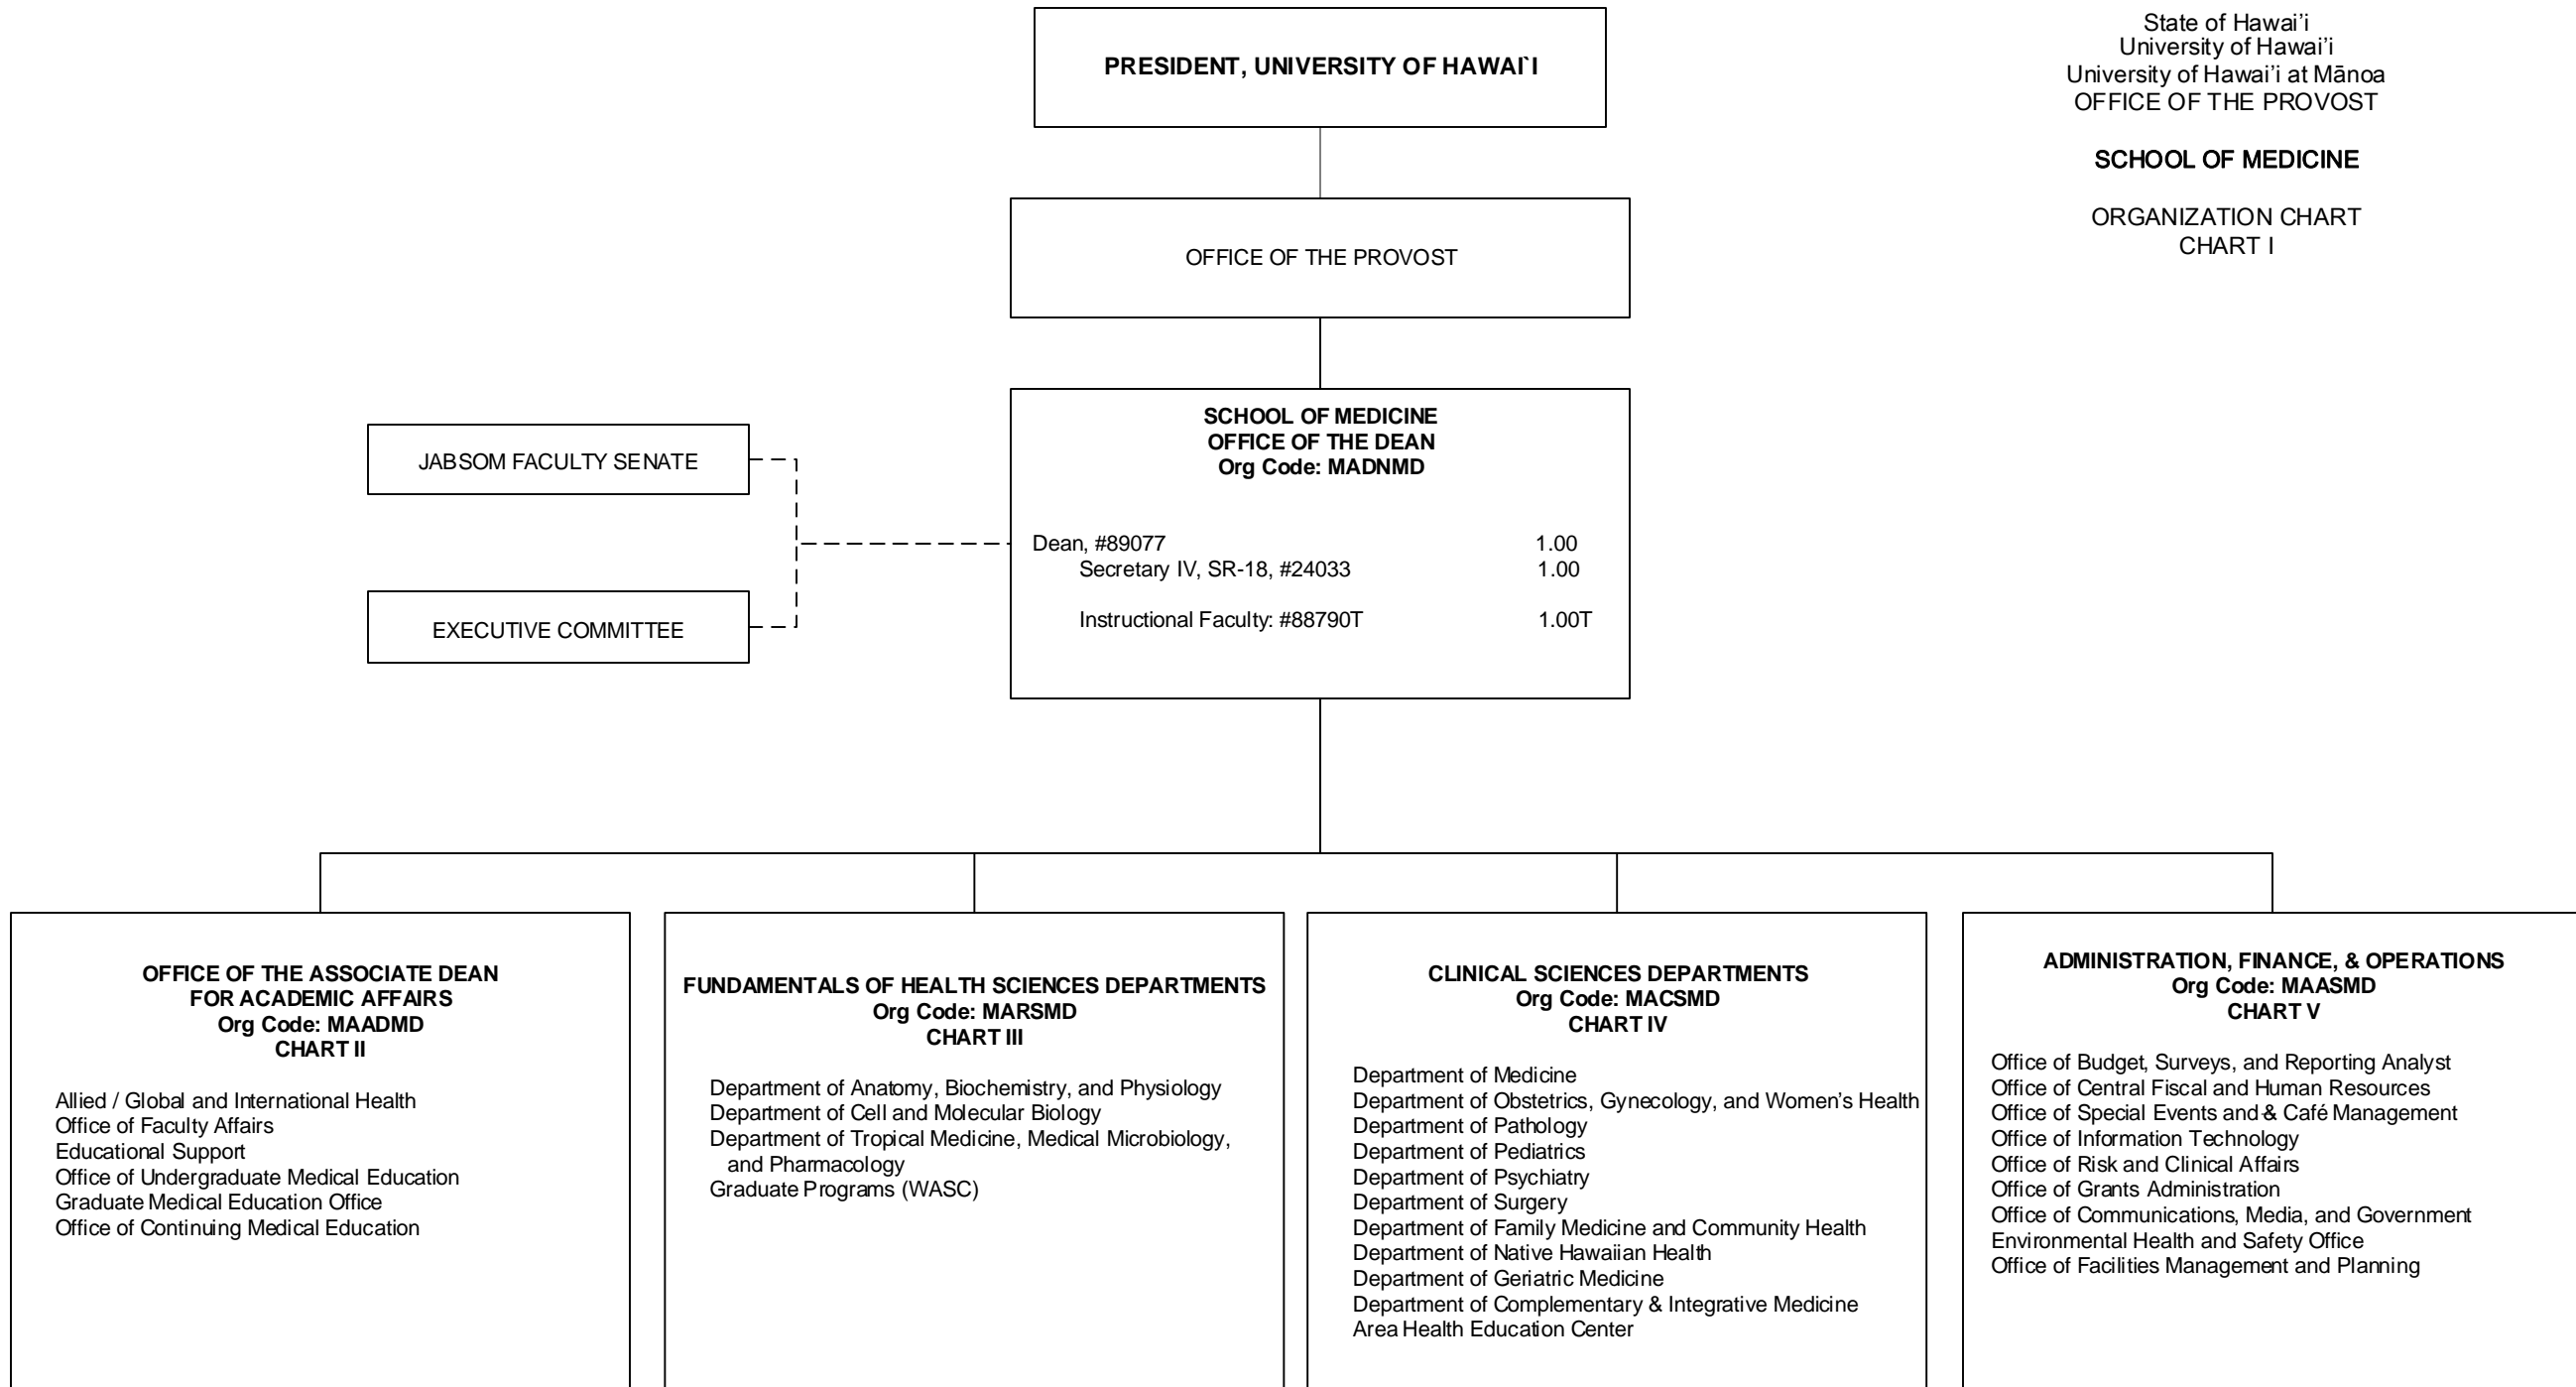 PRESIDENT, UNIVERSITY OF HAWAI`I
State of Hawai’i
University of Hawai’i
University of Hawai’i at Mānoa
OFFICE OF THE PROVOST
SCHOOL OF MEDICINE
ORGANIZATION CHART
CHART I
OFFICE OF THE PROVOST
SCHOOL OF MEDICINE
OFFICE OF THE DEAN
Org Code: MADNMD
Dean, #89077 1.00
Secretary IV, SR-18, #24033 1.00
Instructional Faculty: #88790T 1.00T
JABSOM FACULTY SENATE
EXECUTIVE COMMITTEE
OFFICE OF THE ASSOCIATE DEAN
FOR ACADEMIC AFFAIRS
Org Code: MAADMD
CHART II
Allied / Global and International Health
Office of Faculty Affairs
Educational Support
Office of Undergraduate Medical Education
Graduate Medical Education Office
Office of Continuing Medical Education
FUNDAMENTALS OF HEALTH SCIENCES DEPARTMENTS
Org Code: MARSMD
CHART III
Department of Anatomy, Biochemistry, and Physiology
Department of Cell and Molecular Biology
Department of Tropical Medicine, Medical Microbiology,
and Pharmacology
Graduate Programs (WASC)
CLINICAL SCIENCES DEPARTMENTS
Org Code: MACSMD
CHART IV
Department of Medicine
Department of Obstetrics, Gynecology, and Women’s Health
Department of Pathology
Department of Pediatrics
Department of Psychiatry
Department of Surgery
Department of Family Medicine and Community Health
Department of Native Hawaiian Health
Department of Geriatric Medicine
Department of Complementary & Integrative Medicine
Area Health Education Center
ADMINISTRATION, FINANCE, & OPERATIONS
Org Code: MAASMD
CHART V
Office of Budget, Surveys, and Reporting Analyst
Office of Central Fiscal and Human Resources
Office of Special Events and & Café Management
Office of Information Technology
Office of Risk and Clinical Affairs
Office of Grants Administration
Office of Communications, Media, and Government
Environmental Health and Safety Office
Office of Facilities Management and Planning